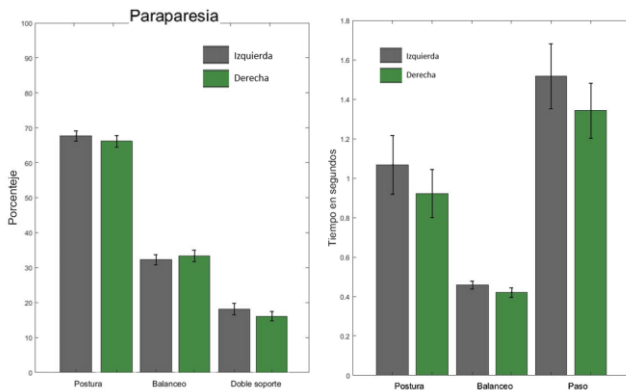 Paraparesia
Porcenteje
100
90
80
70
60
50
40
30
20
10
0
Izquierda
Derecha
Postura
Balanceo
Doble soporte
Tiempo en segundos
1.8
1.6
1.4
1.2
1
0.8
0.6
0.4
0.2
0
Izquierda
Derecha
Postura
Balanceo
Paso